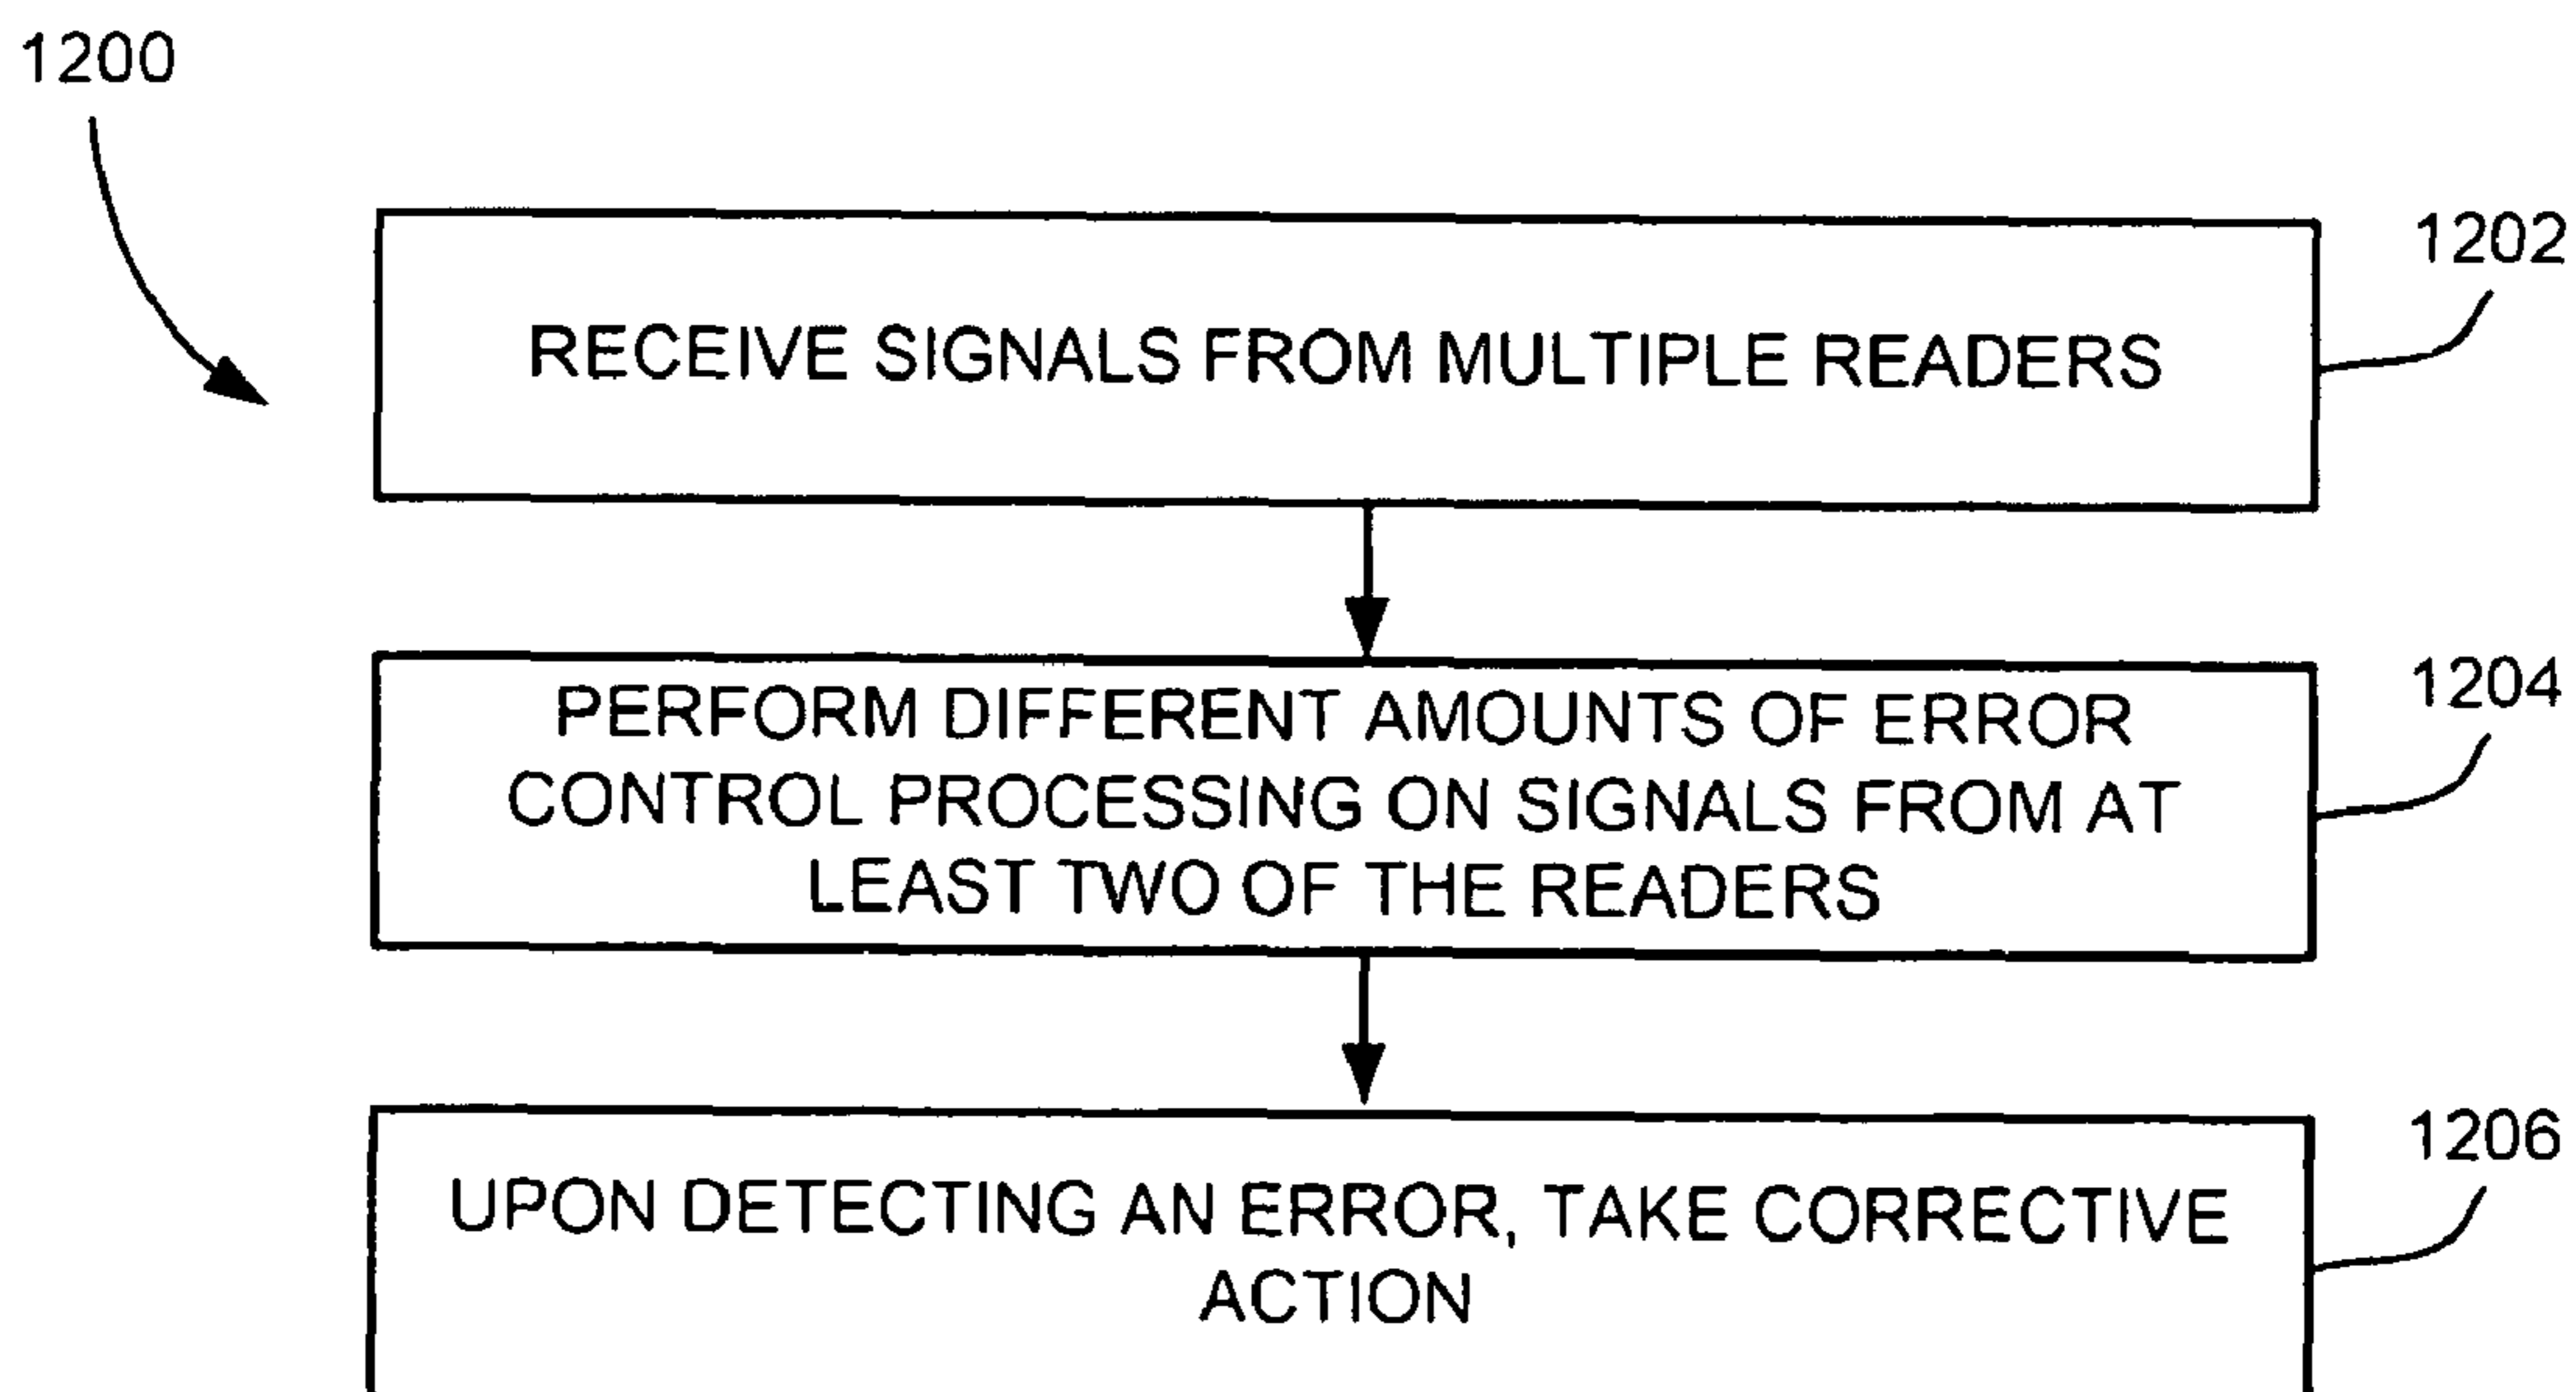 1200
1202
RECEIVE SIGNALS FROM MULTIPLE READERS
1204
PERFORM DIFFERENT AMOUNTS OF ERROR
CONTROL PROCESSING ON SIGNALS FROM AT
LEAST TWO OF THE READERS
1206
UPON DETECTING AN ERROR, TAKE CORRECTIVE
ACTION